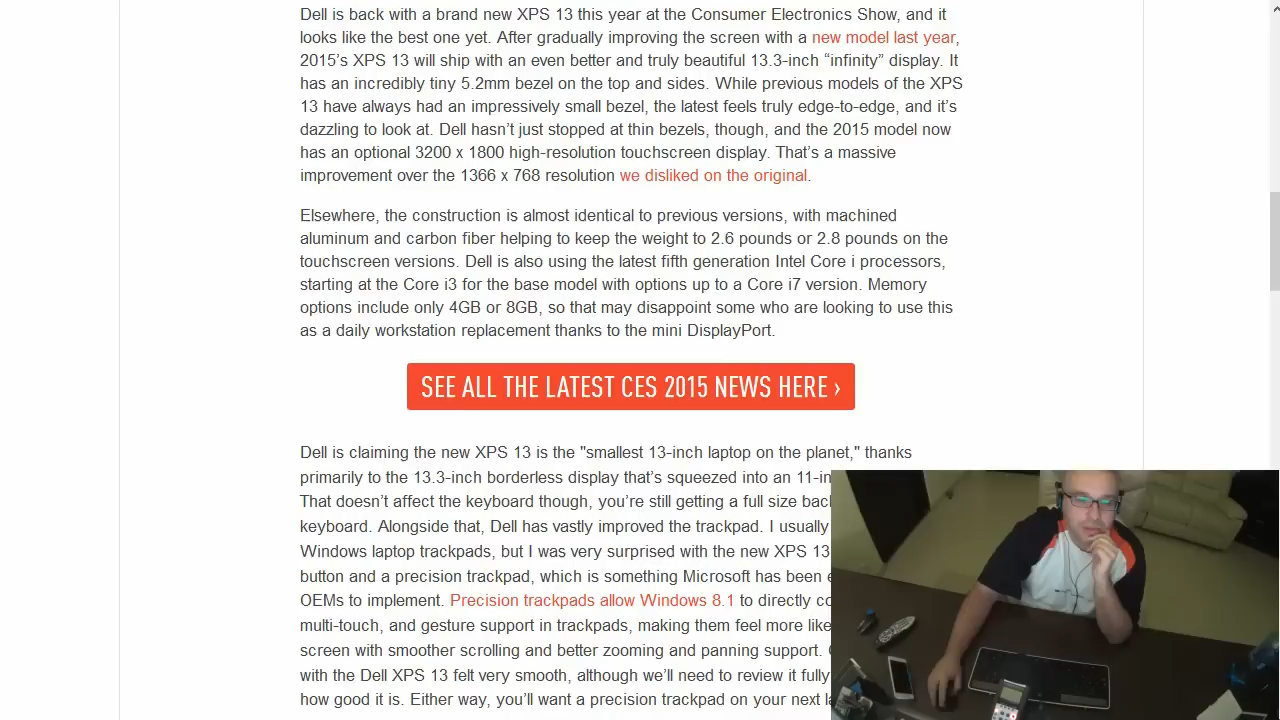 Dell is back with a brand new XPS 13 this year at the Consumer Electronics Show, and it
looks like the best one yet. After gradually improving the screen with a new model last year,
2015’s XPS 13 will ship with an even better and truly beautiful 13.3-inch “infinity” display. It
has an incredibly tiny 5.2mm bezel on the top and sides. While previous models of the XPS
13 have always had an impressively small bezel, the latest feels truly edge-to-edge, and it’s
dazzling to look at. Dell hasn’t just stopped at thin bezels, though, and the 2015 model now
has an optional 3200 x 1800 high-resolution touchscreen display. That’s a massive
improvement over the 1366 x 768 resolution we disliked on the original.
Elsewhere, the construction is almost identical to previous versions, with machined
aluminum and carbon fiber helping to keep the weight to 2.6 pounds or 2.8 pounds on the
touchscreen versions. Dell is also using the latest fifth generation Intel Core i processors,
starting at the Core i3 for the base model with options up to a Core i7 version. Memory
options include only 4GB or 8GB, so that may disappoint some who are looking to use this
as a daily workstation replacement thanks to the mini DisplayPort.
SEE ALL THE LATEST CES 2015 NEWS HERE ›
Dell is claiming the new XPS 13 is the "smallest 13-inch laptop on the planet," thanks
primarily to the 13.3-inch borderless display that’s squeezed into an 11-in
That doesn’t affect the keyboard though, you’re still getting a full size
keyboard. Alongside that, Dell has vastly improved the trackpad. I usually
Windows laptop trackpads, but I was very surprised with the new XPS 13
button and a precision trackpad, which is something Microsoft has been
OEMs to implement. Precision trackpads allow Windows 8.1 to directly
multi-touch, and gesture support in trackpads, making them feel more like
screen with smoother scrolling and better zooming and panning support.
with the Dell XPS 13 felt very smooth, although we’ll need to review it fully
how good it is. Either way, you’ll want a precision trackpad on your next